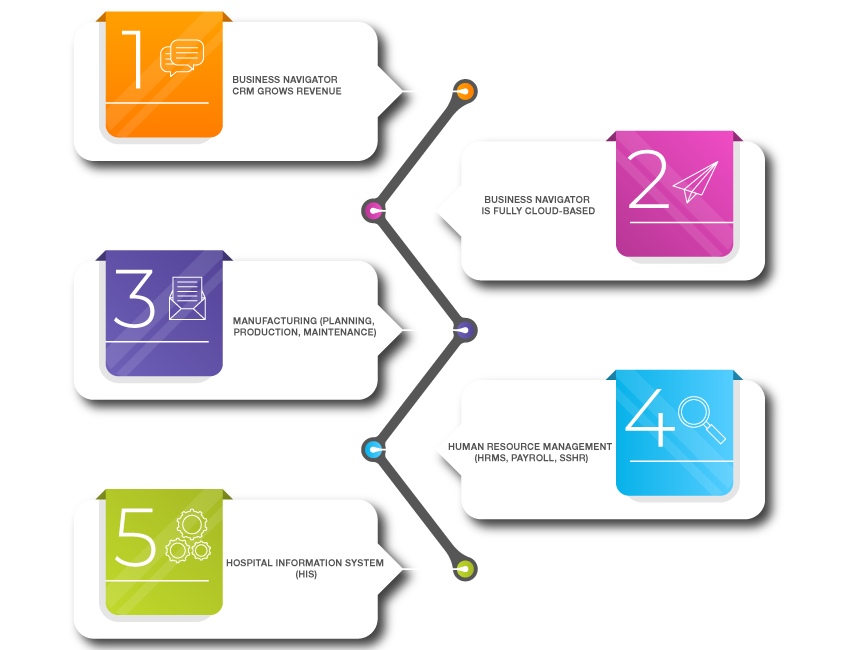 1
BUSINESS NAVIGATOR
CRM GROWS REVENUE
2
BUSINESS NAVIGATOR
IS FULLY CLOUD-BASED
3
MANUFACTURING (PLANNING,
PRODUCTION, MAINTENANCE)
4
HUMAN RESOURCE MANAGEMENT
(HRMS, PAYROLL, SSHR)
5
HOSPITAL INFORMATION SYSTEM
(HIS)